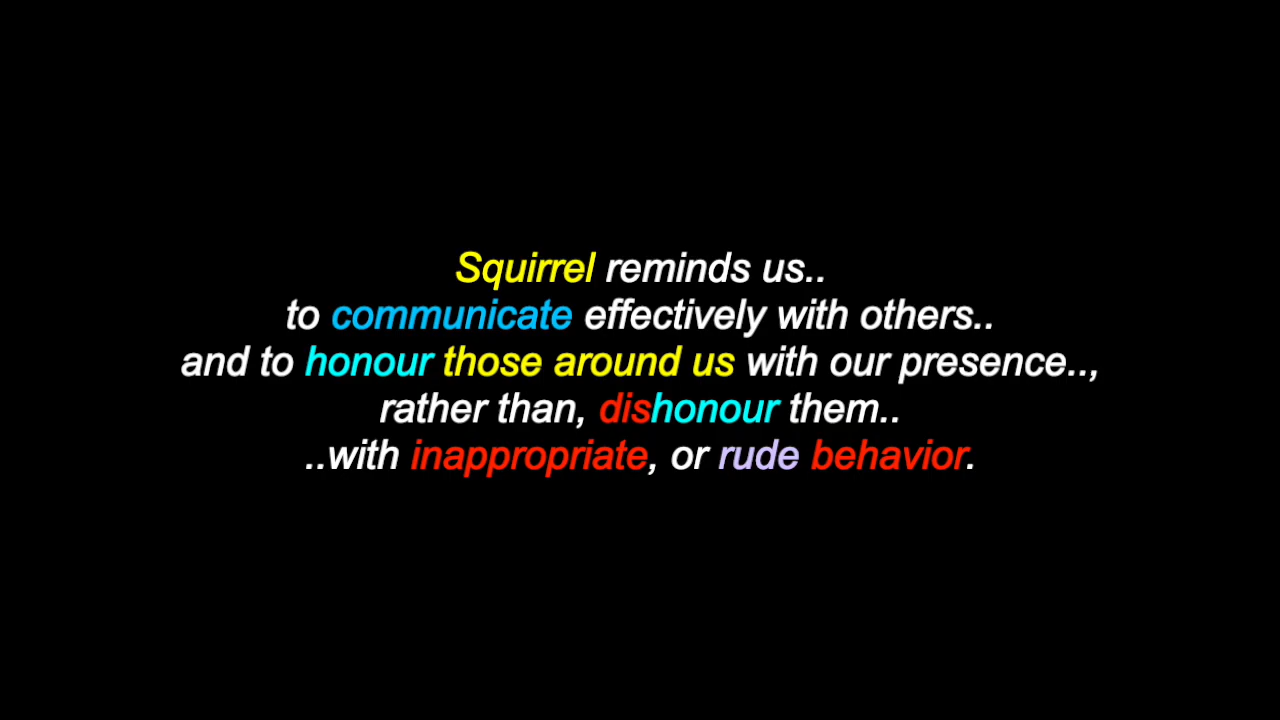 Squirrel reminds us..
to communicate effectively with others..
and to honour those around us with our presence..,
rather than, dishonour them..
..with inappropriate, or rude behavior.